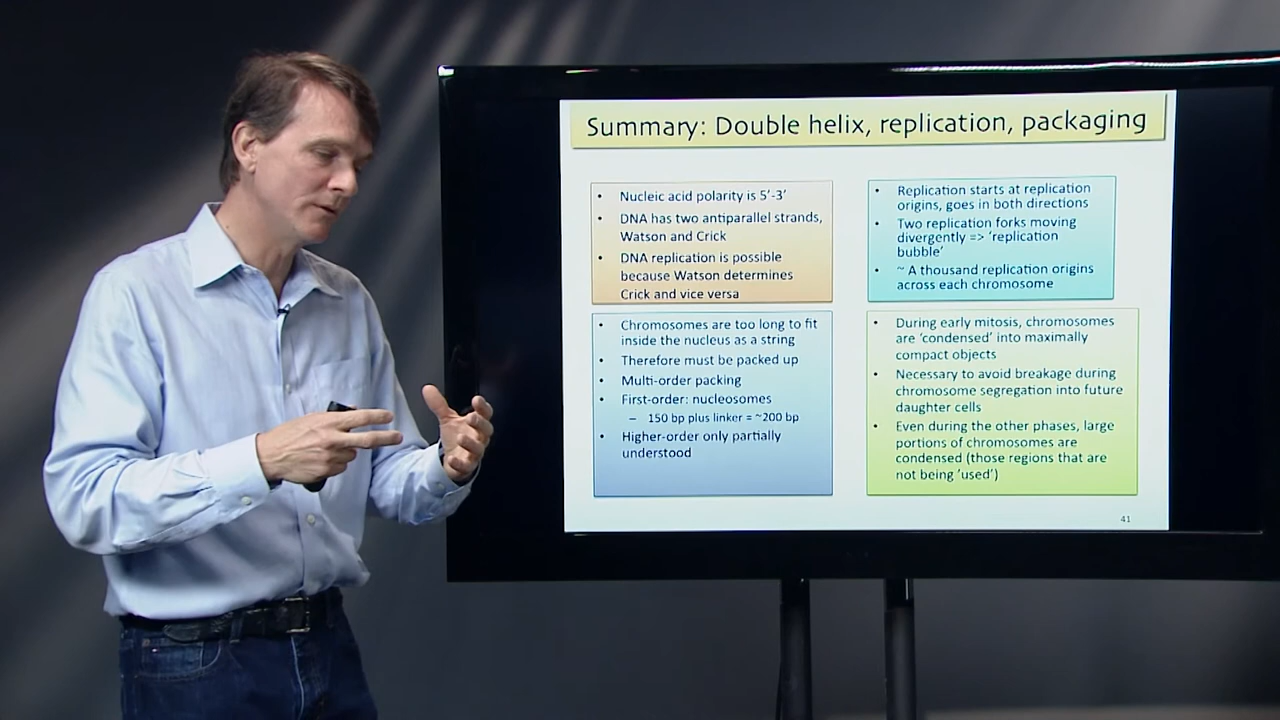 Summary: Double helix, replication, packaging
• Nucleic acid polarity is 5’-3’
• DNA has two antiparallel strands,
Watson and Crick
• DNA replication is possible
because Watson determines
Crick and vice versa
• Replication starts at replication
origins, goes in both directions
• Two replication forks moving
divergently => ‘replication
bubble’
• ~ A thousand replication origins
across each chromosome
• Chromosomes are too long to fit
inside the nucleus as a string
• Therefore must be packed up
• Multi-order packing
• First-order: nucleosomes
– 150 bp plus linker = ~200 bp
• Higher-order only partially
understood
• During early mitosis, chromosomes
are ‘condensed’ into maximally
compact objects
• Necessary to avoid breakage during
chromosome segregation into future
daughter cells
• Even during the other phases, large
portions of chromosomes are
condensed (those regions that are
not being ‘used’)
41